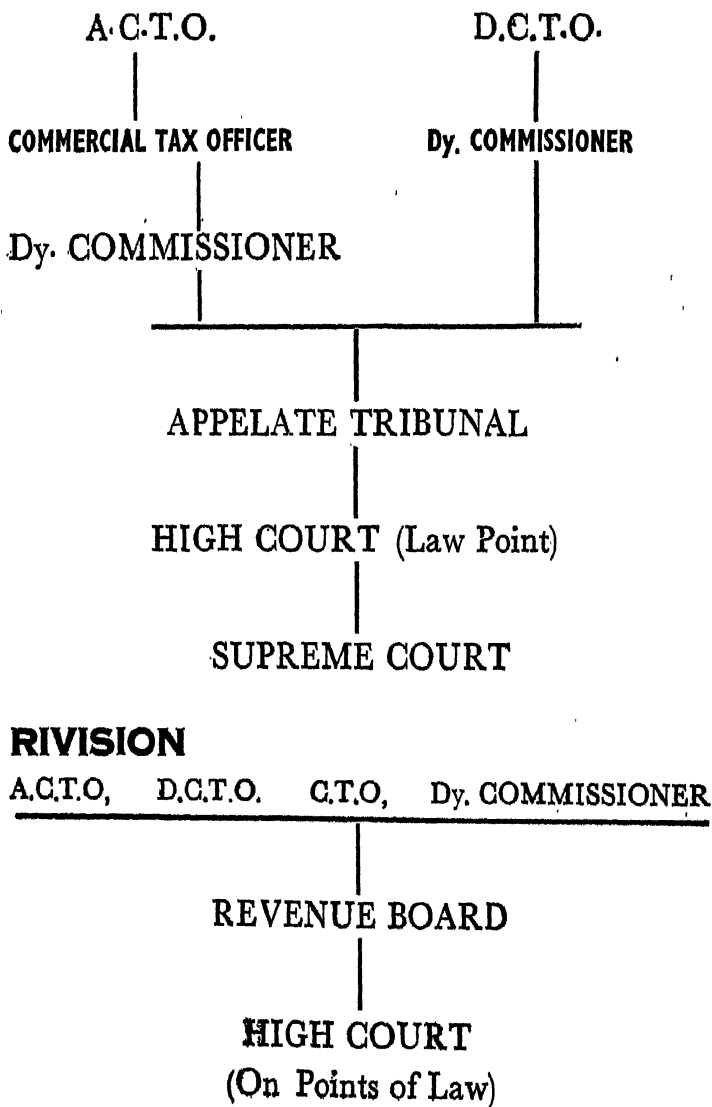 A.C.T.O. D.C.T.O.
COMMERCIAL TAX OFFICER Dy. COMMISSIONER
Dy. COMMISSIONER
APPELATE TRIBUNAL
HIGH COURT (Law Point)
SUPREME COURT
RIVISION
A.C.T.O, D.C.T.O. C.T.O, Dy. COMMISSIONER
REVENUE BOARD
HIGH COURT
(On Points of Law)